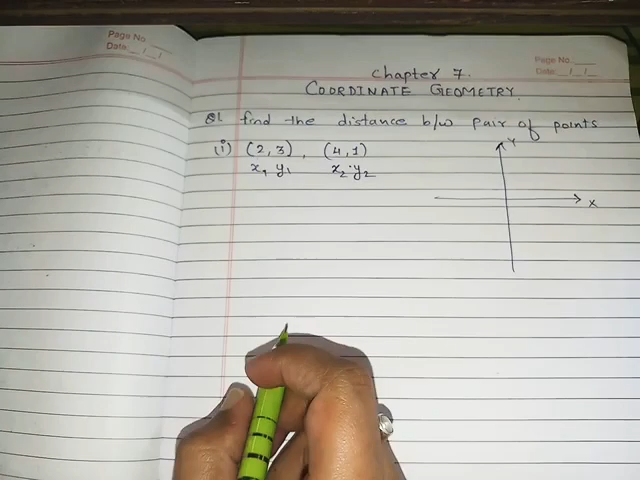 Page No.
Date / /
Page No.
Date / /
Chapter 7.
COORDINATE GEOMETRY.
Q1 find the distance b/w pair of points
(i) (2, 3), (4, 1)
x₁ y₁ x₂ y₂
Y
X